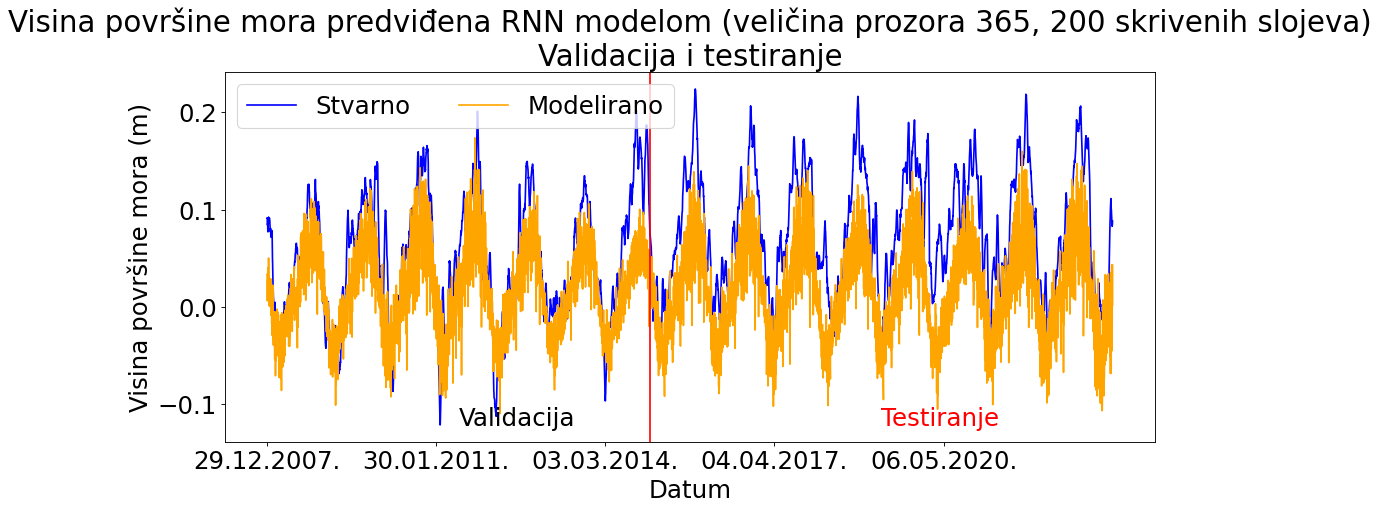 Visina površine mora predviđena RNN modelom (veličina prozora 365, 200 skrivenih slojeva)
Validacija i testiranje
Stvarno
Modelirano
Visina površine mora (m)
0.2
0.1
0.0
−0.1
Validacija
Testiranje
29.12.2007.
30.01.2011.
03.03.2014.
04.04.2017.
06.05.2020.
Datum